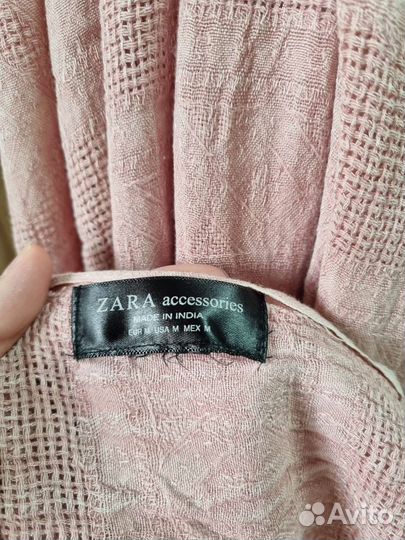 ZARA accessories
MADE IN INDIA
EUR M USA M MEX M
Avito